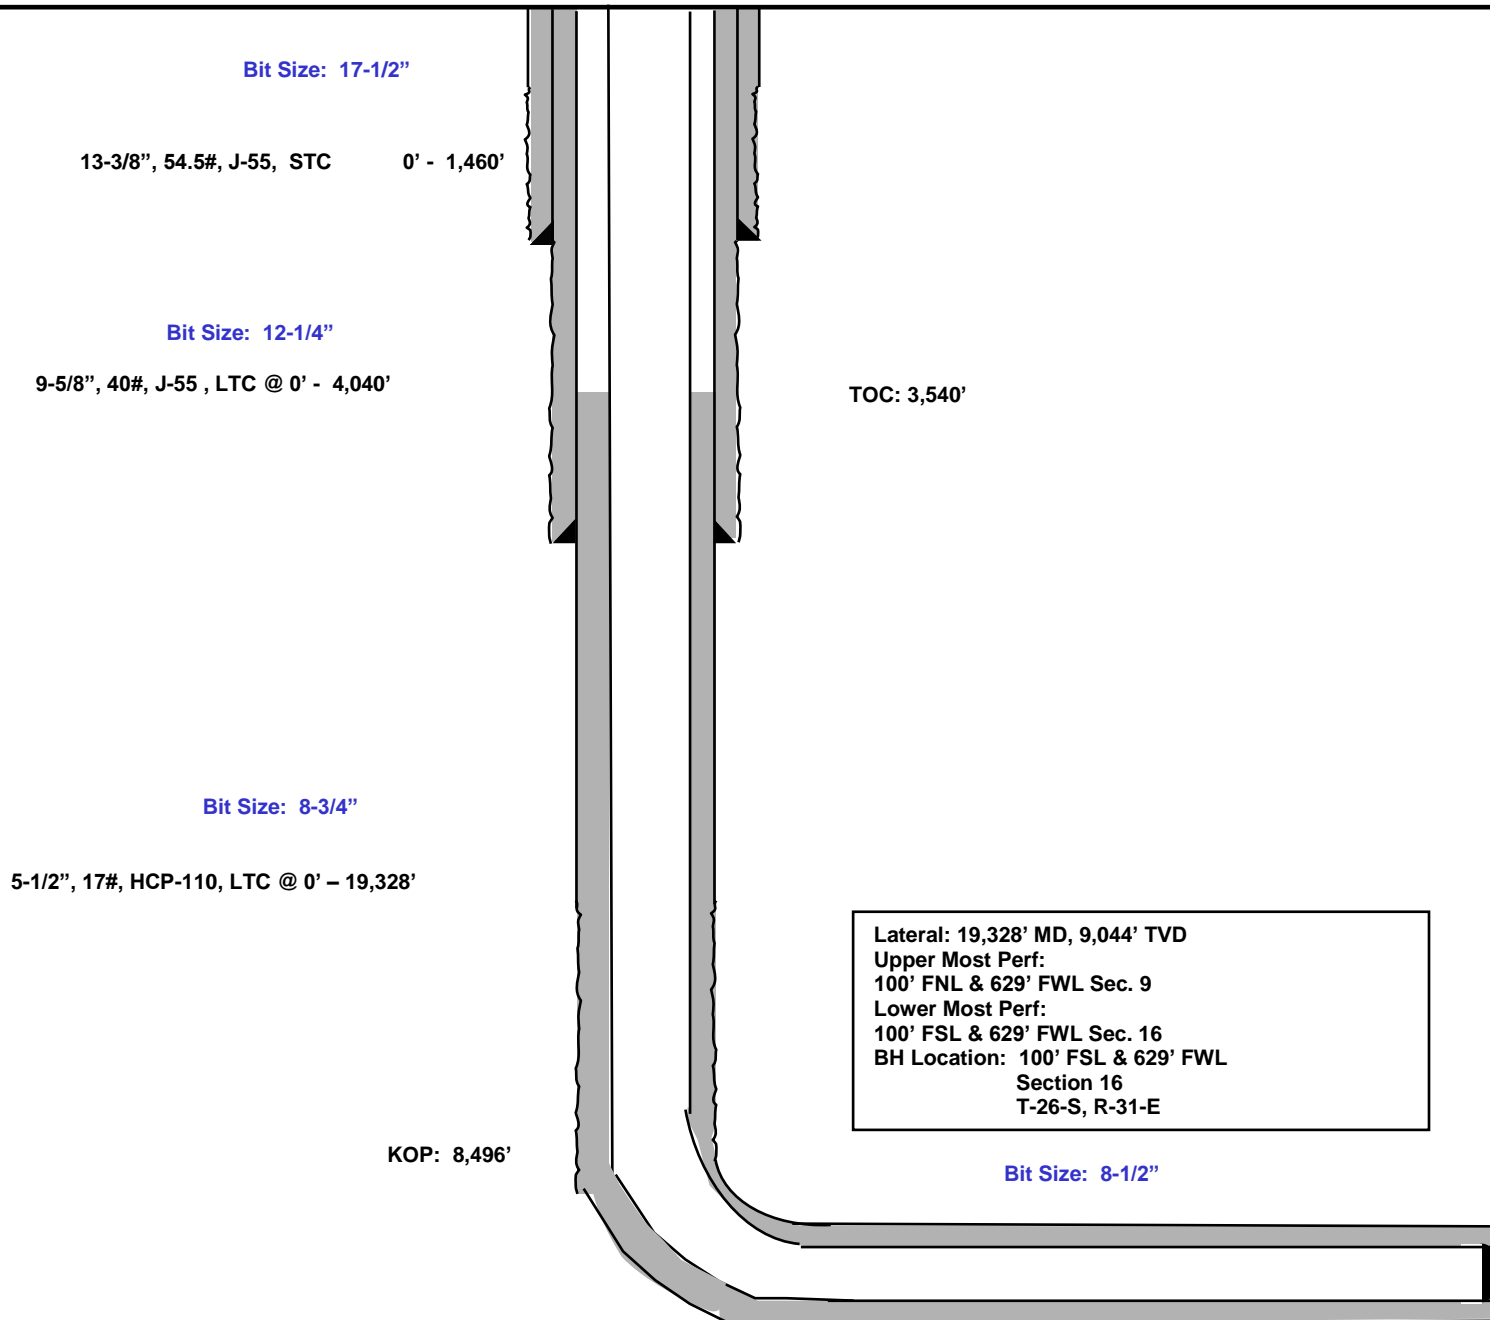 Bit Size: 17-1/2”
13-3/8”, 54.5#, J-55, STC 0’ - 1,460’
Bit Size: 12-1/4”
9-5/8”, 40#, J-55 , LTC @ 0’ - 4,040’
TOC: 3,540’
Bit Size: 8-3/4”
5-1/2”, 17#, HCP-110, LTC @ 0’ – 19,328’
Lateral: 19,328’ MD, 9,044’ TVD
Upper Most Perf:
100’ FNL & 629’ FWL Sec. 9
Lower Most Perf:
100’ FSL & 629’ FWL Sec. 16
BH Location: 100’ FSL & 629’ FWL
Section 16
T-26-S, R-31-E
KOP: 8,496’
Bit Size: 8-1/2”